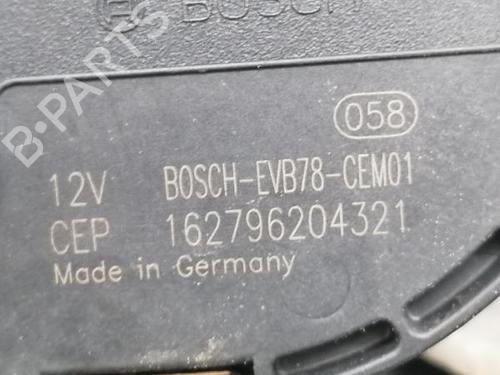 BOSCH
B-PARTS
058
12V BOSCH-EVB78-CEM01
CEP 162796204321
Made in Germany